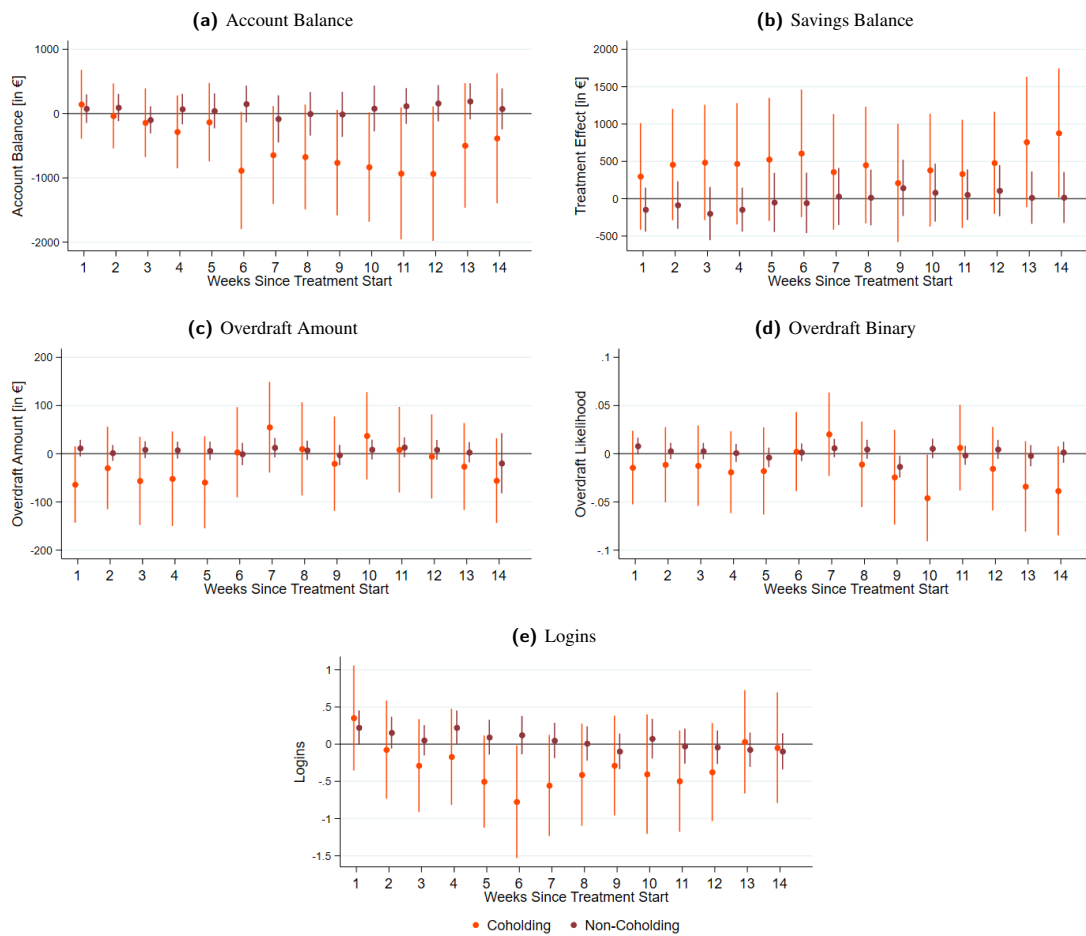 (a) Account Balance
Account Balance [in €]
1000
0
-1000
-2000
1 2 3 4 5 6 7 8 9 10 11 12 13 14
Weeks Since Treatment Start
(b) Savings Balance
Treatment Effect [in €]
2000
1500
1000
500
0
-500
1 2 3 4 5 6 7 8 9 10 11 12 13 14
Weeks Since Treatment Start
(c) Overdraft Amount
Overdraft Amount [in €]
200
100
0
-100
-200
1 2 3 4 5 6 7 8 9 10 11 12 13 14
Weeks Since Treatment Start
(d) Overdraft Binary
Overdraft Likelihood
.1
.05
0
-.05
-.1
1 2 3 4 5 6 7 8 9 10 11 12 13 14
Weeks Since Treatment Start
(e) Logins
Logins
1
.5
0
-.5
-1
-1.5
1 2 3 4 5 6 7 8 9 10 11 12 13 14
Weeks Since Treatment Start
Coholding Non-Coholding